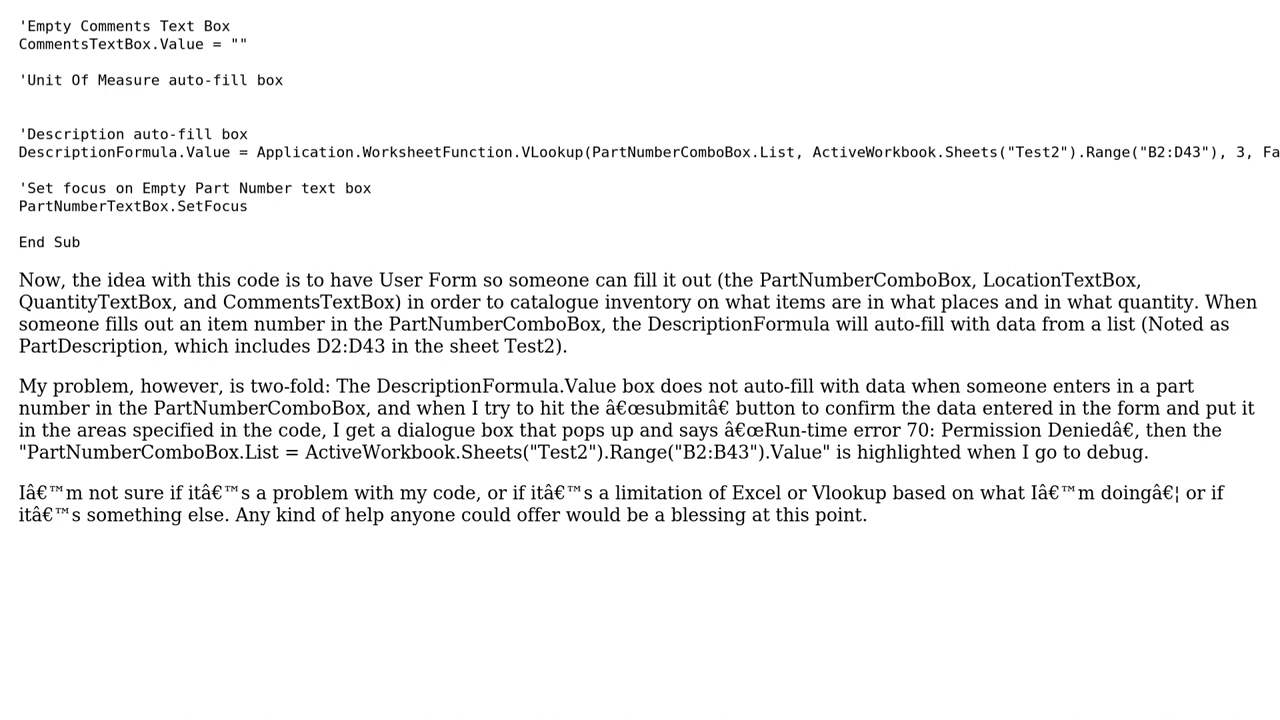 'Empty Comments Text Box
CommentsTextBox.Value = ""
'Unit Of Measure auto-fill box
'Description auto-fill box
DescriptionFormula.Value = Application.WorksheetFunction.VLookup(PartNumberComboBox.List, ActiveWorkbook.Sheets("Test2").Range("B2:D43"), 3, Fa
'Set focus on Empty Part Number text box
PartNumberTextBox.SetFocus
End Sub
Now, the idea with this code is to have User Form so someone can fill it out (the PartNumberComboBox, LocationTextBox,
QuantityTextBox, and CommentsTextBox) in order to catalogue inventory on what items are in what places and in what quantity. When
someone fills out an item number in the PartNumberComboBox, the DescriptionFormula will auto-fill with data from a list (Noted as
PartDescription, which includes D2:D43 in the sheet Test2).
My problem, however, is two-fold: The DescriptionFormula.Value box does not auto-fill with data when someone enters in a part
number in the PartNumberComboBox, and when I try to hit the â€œsubmitâ€ button to confirm the data entered in the form and put it
in the areas specified in the code, I get a dialogue box that pops up and says â€œRun-time error 70: Permission Deniedâ€, then the
"PartNumberComboBox.List = ActiveWorkbook.Sheets("Test2").Range("B2:B43").Value" is highlighted when I go to debug.
Iâ€™m not sure if itâ€™s a problem with my code, or if itâ€™s a limitation of Excel or Vlookup based on what Iâ€™m doingâ€¦ or if
itâ€™s something else. Any kind of help anyone could offer would be a blessing at this point.